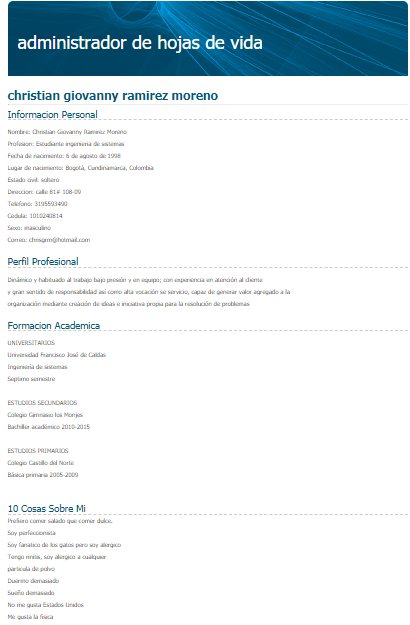 administrador de hojas de vida
christian giovanny ramirez moreno
Informacion Personal
Nombre: Christian Giovanny Ramirez Moreno
Profesion: Estudiante ingenieria de sistemas
Fecha de nacimiento: 6 de agosto de 1998
Lugar de nacimiento: Bogotá, Cundinamarca, Colombia
Estado civil: soltero
Direccion: calle 81# 108-09
Telefono: 3195593490
Cedula: 1010240814
Sexo: masculino
Correo: chrisgrm@hotmail.com
Perfil Profesional
Dinámico y habituado al trabajo bajo presión y en equipo; con experiencia en atención al cliente
y gran sentido de responsabilidad así como alta vocación se servicio, capaz de generar valor agregado a la
organización mediante creación de ideas e iniciativa propia para la resolución de problemas
Formacion Academica
UNIVERSITARIOS
Universidad Francisco José de Caldas
Ingeniería de sistemas
Septimo semestre
ESTUDIOS SECUNDARIOS
Colegio Gimnasio los Monjes
Bachiller académico 2010-2015
ESTUDIOS PRIMARIOS
Colegio Castillo del Norte
Básica primaria 2005-2009
10 Cosas Sobre Mi
Prefiero comer salado que comer dulce.
Soy perfeccionista
Soy fanatico de los gatos pero soy alergico
Tengo rinitis, soy alergico a cualquier
particula de polvo
Duermo demasiado
Sueño demasiado
No me gusta Estados Unidos
Me gusta la fisica